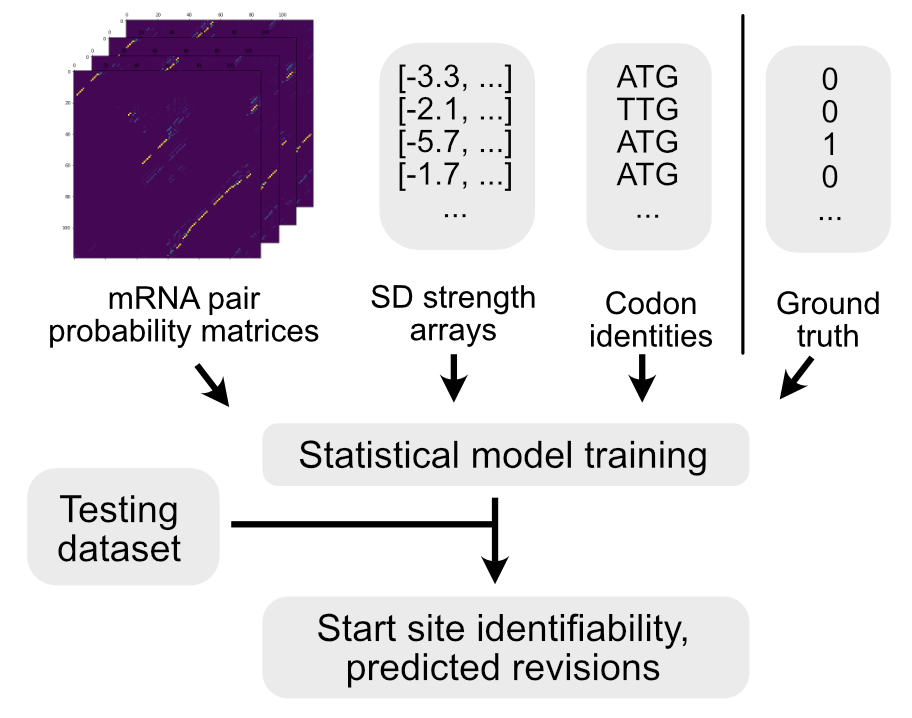 [-3.3, ...]
[-2.1, ...]
[-5.7, ...]
[-1.7, ...]
...
ATG
TTG
ATG
ATG
...
0
0
1
0
...
mRNA pair
probability matrices
SD strength
arrays
Codon
identities
Ground
truth
Statistical model training
Testing
dataset
Start site identifiability,
predicted revisions